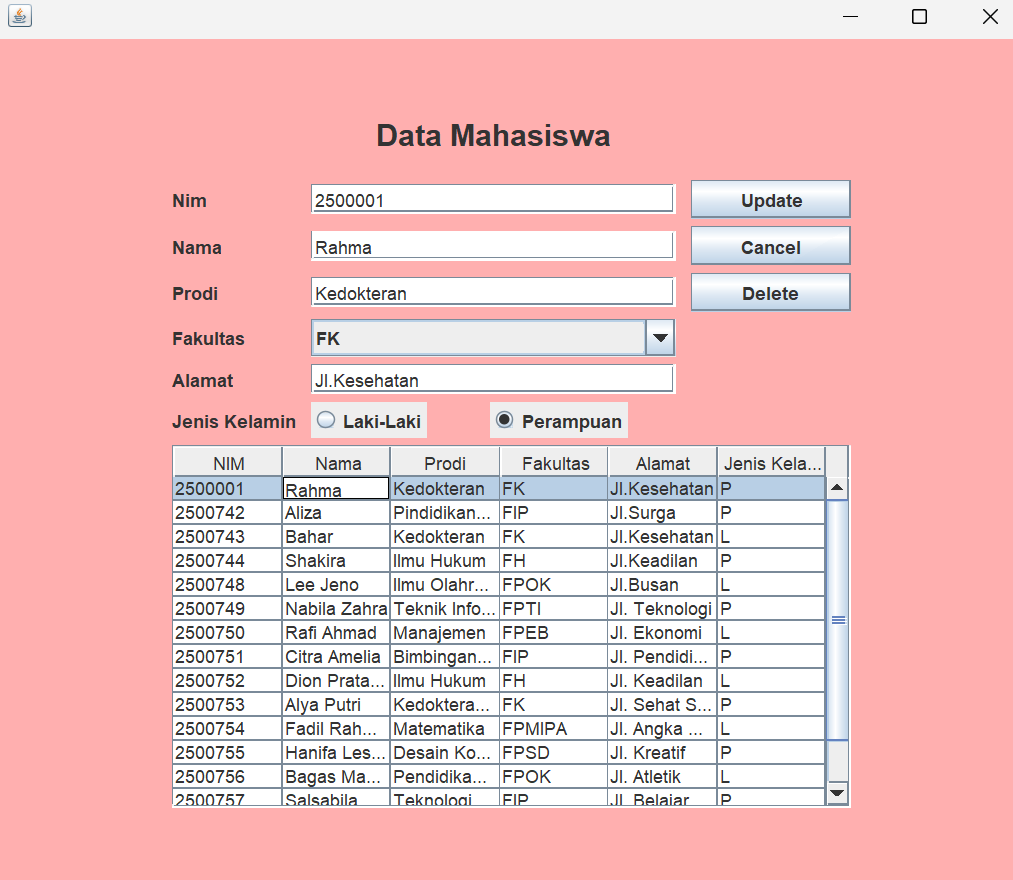 Data Mahasiswa
Nim 2500001 Update
Nama Rahma Cancel
Prodi Kedokteran Delete
Fakultas FK
Alamat Jl.Kesehatan
Jenis Kelamin Laki-Laki Perampuan
NIM Nama Prodi Fakultas Alamat Jenis Kela...
2500001 Rahma Kedokteran FK Jl.Kesehatan P
2500742 Aliza Pindidikan... FIP Jl.Surga P
2500743 Bahar Kedokteran FK Jl.Kesehatan L
2500744 Shakira Ilmu Hukum FH Jl.Keadilan P
2500748 Lee Jeno Ilmu Olahr... FPOK Jl.Busan L
2500749 Nabila Zahra Teknik Info... FPTI Jl. Teknologi P
2500750 Rafi Ahmad Manajemen FPEB Jl. Ekonomi L
2500751 Citra Amelia Bimbingan... FIP Jl. Pendidi... P
2500752 Dion Prata... Ilmu Hukum FH Jl. Keadilan L
2500753 Alya Putri Kedoktera... FK Jl. Sehat S... P
2500754 Fadil Rah... Matematika FPMIPA Jl. Angka ... L
2500755 Hanifa Les... Desain Ko... FPSD Jl. Kreatif P
2500756 Bagas Ma... Pendidika... FPOK Jl. Atletik L
2500757 Salsabila Teknologi FIP Jl. Belajar P